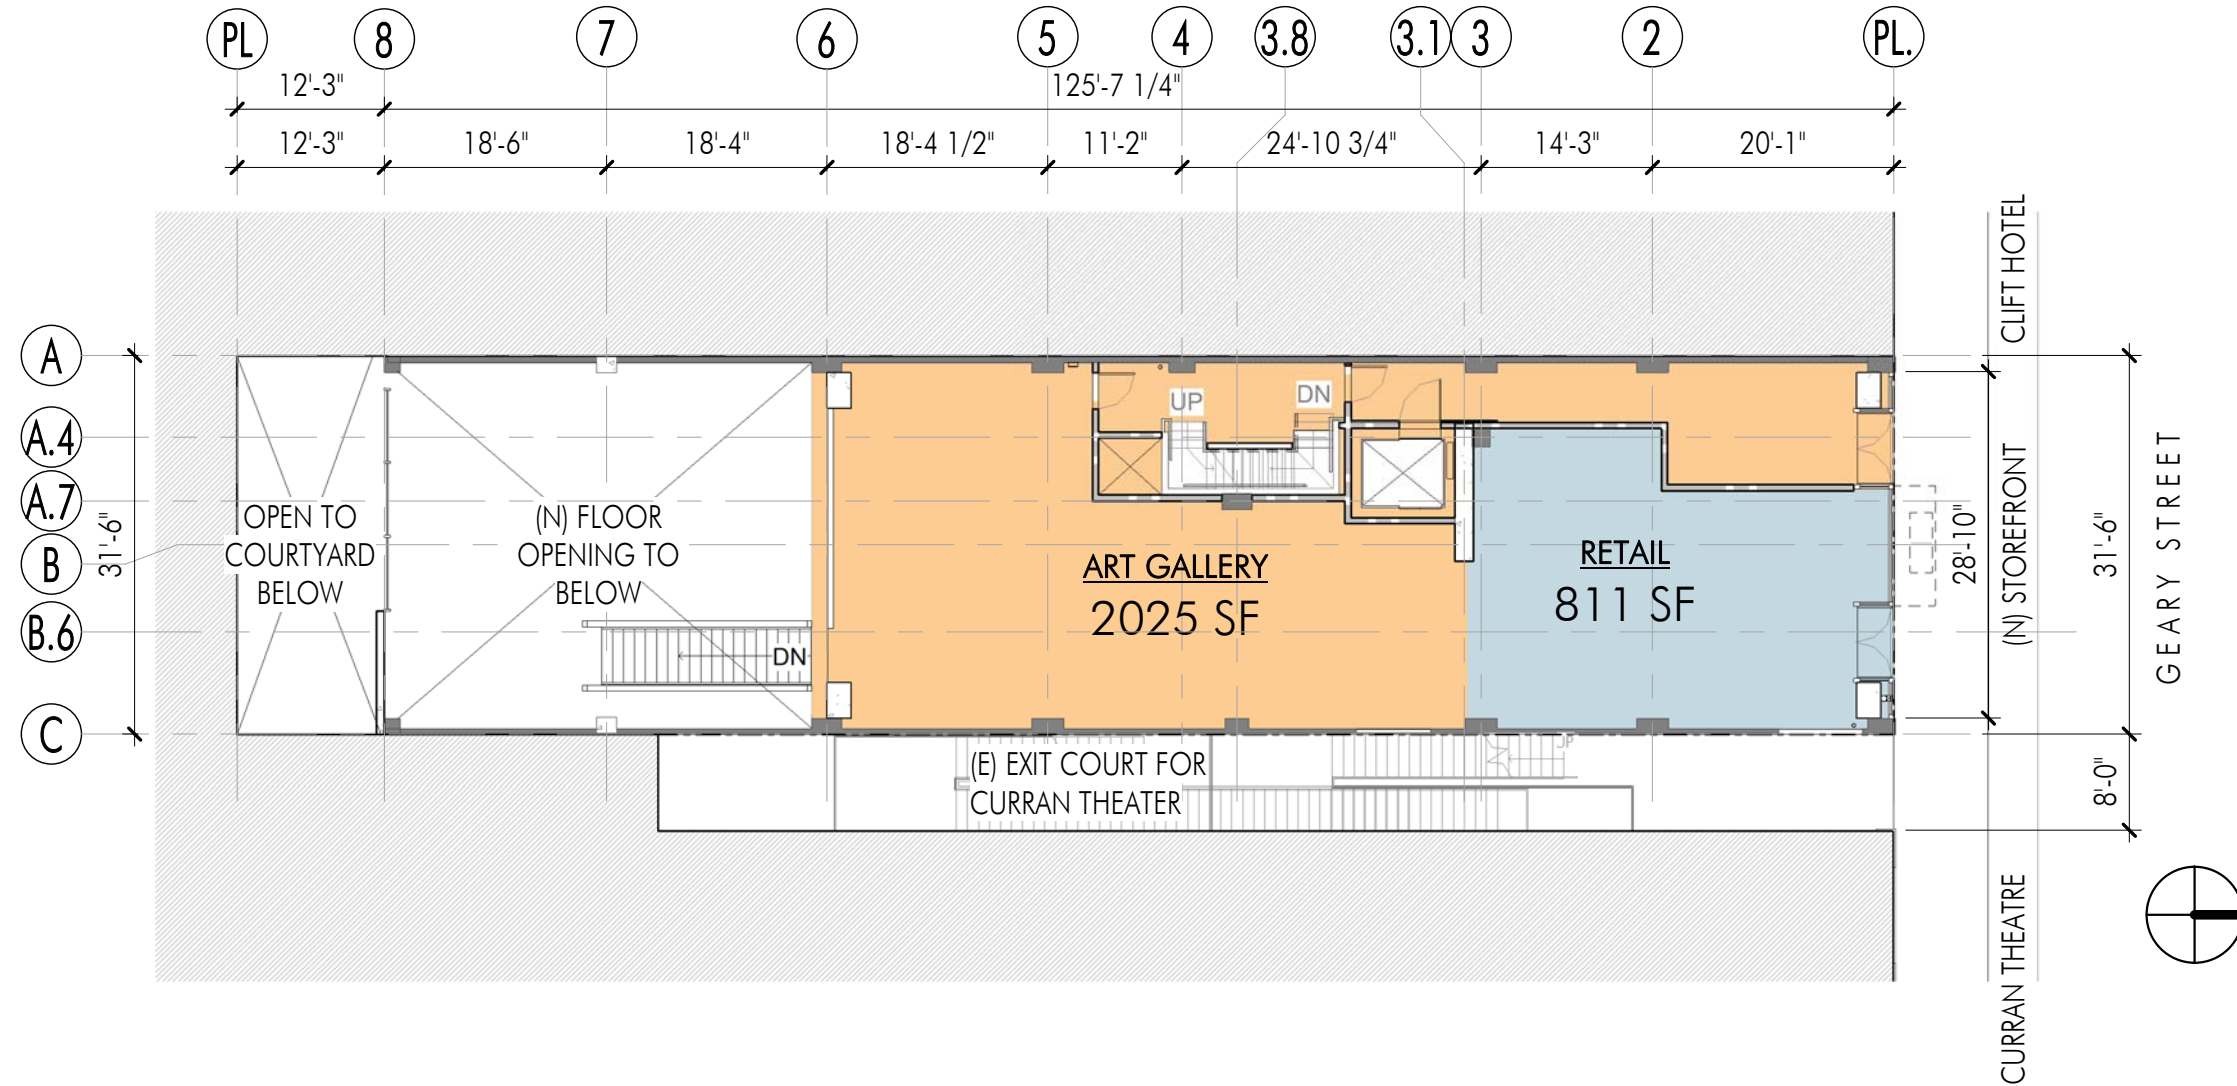 PL
8
7
6
5
4
3.8
3.1
3
2
PL.
12'-3"
125'-7 1/4"
12'-3"
18'-6"
18'-4"
18'-4 1/2"
11'-2"
24'-10 3/4"
14'-3"
20'-1"
A
A.4
A.7
B
B.6
C
31'-6"
OPEN TO
COURTYARD
BELOW
(N) FLOOR
OPENING TO
BELOW
DN
UP
DN
ART GALLERY
2025 SF
RETAIL
811 SF
(E) EXIT COURT FOR
CURRAN THEATER
UP
28'-10"
(N) STOREFRONT
CLIFT HOTEL
31'-6"
8'-0"
GEARY STREET
CURRAN THEATRE